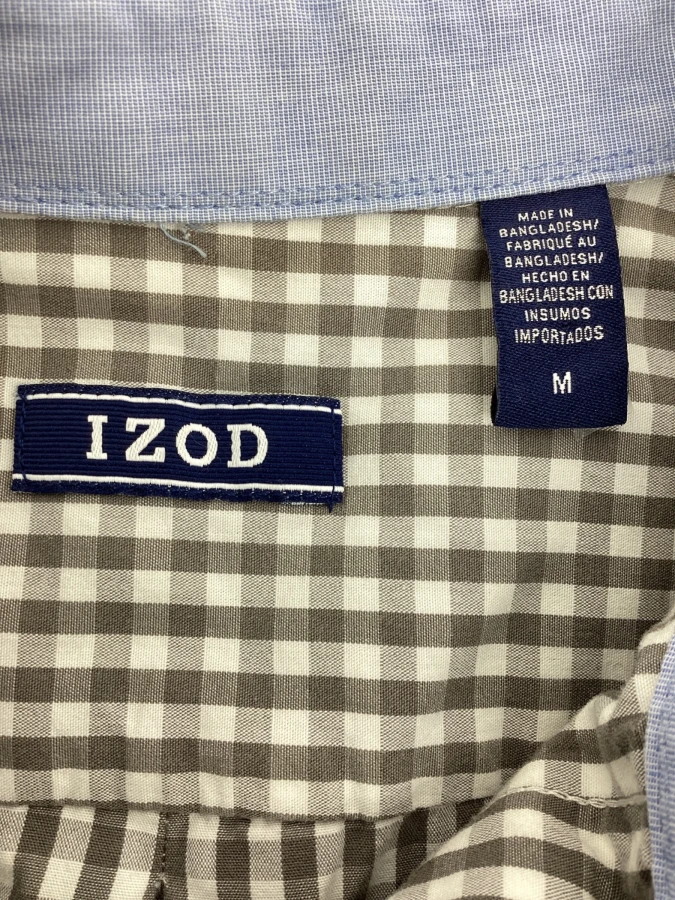 MADE IN
BANGLADESH/
FABRIQUÉ AU
BANGLADESH/
HECHO EN
BANGLADESH CON
INSUMOS
IMPORTADOS
M
IZOD